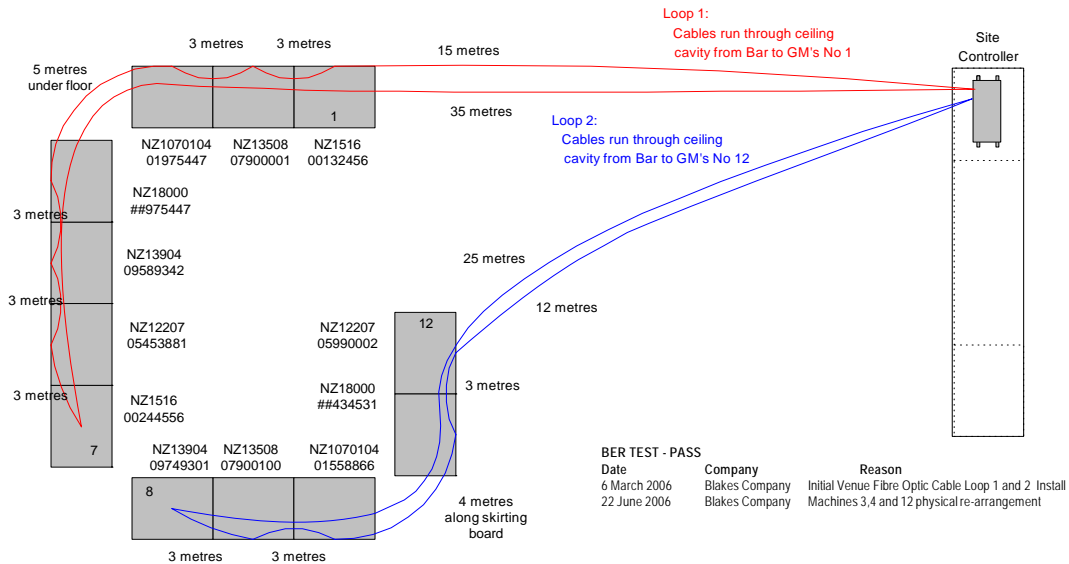 Loop 1:
Cables run through ceiling
cavity from Bar to GM's No 1
Site
Controller
3 metres
3 metres
15 metres
5 metres
under floor
35 metres
1
Loop 2:
Cables run through ceiling
cavity from Bar to GM's No 12
NZ1070104
01975447
NZ13508
07900001
NZ1516
00132456
NZ18000
##975447
3 metres
NZ13904
09589342
25 metres
3 metres
12 metres
NZ12207
05453881
NZ12207
05990002
12
3 metres
NZ18000
##434531
3 metres
NZ1516
00244556
7
NZ13904
09749301
NZ13508
07900100
NZ1070104
01558866
8
4 metres
along skirting
board
3 metres
3 metres
BER TEST - PASS
Date Company Reason
6 March 2006 Blakes Company Initial Venue Fibre Optic Cable Loop 1 and 2 Install
22 June 2006 Blakes Company Machines 3,4 and 12 physical re-arrangement